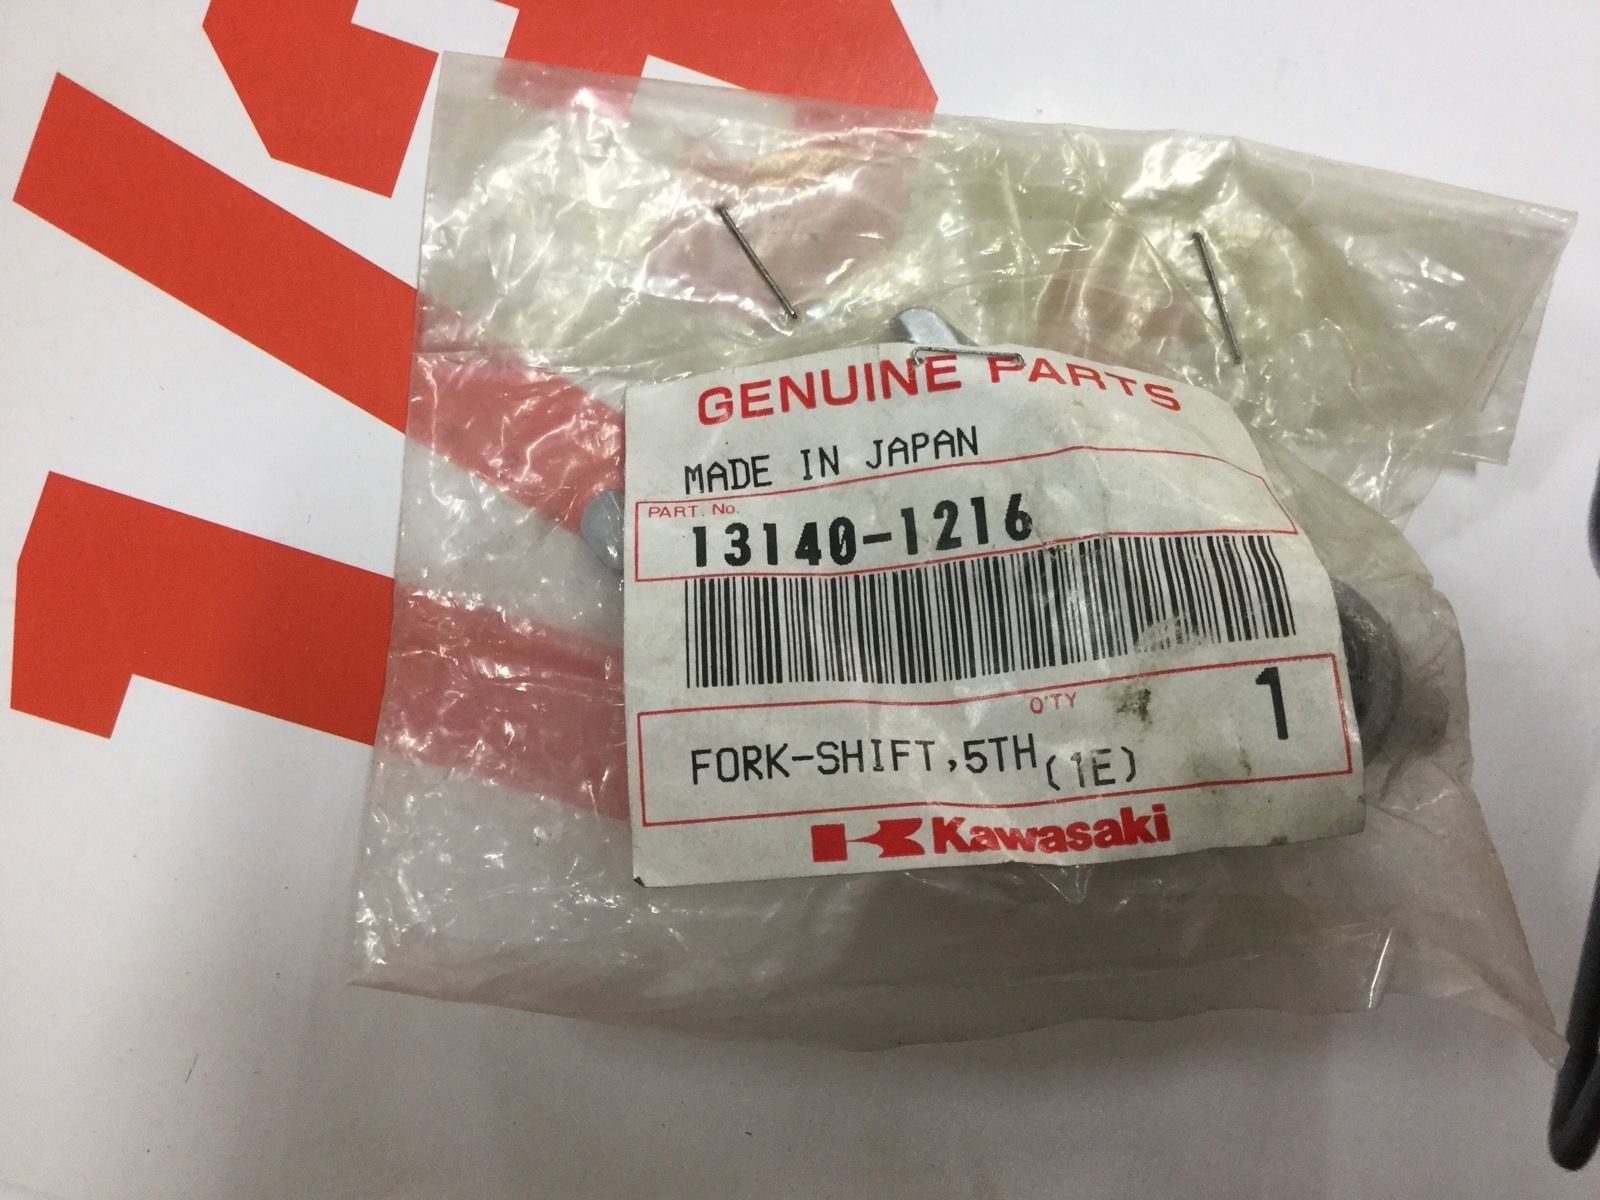 GENUINE PARTS
MADE IN JAPAN
PART. No.
13140-1216
Q'TY
1
FORK-SHIFT,5TH(1E)
Kawasaki